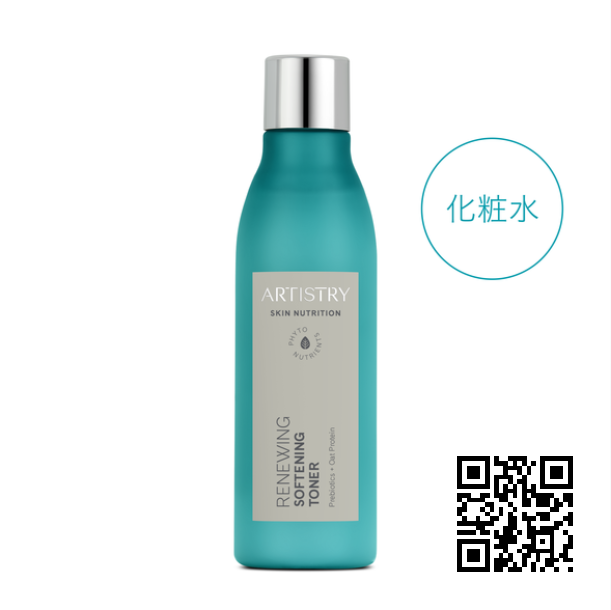 ARTISTRY
SKIN NUTRITION
PHYTO
NUTRIENTS
RENEWING
SOFTENING
TONER
Prebiotics + Oat Protein
化粧水